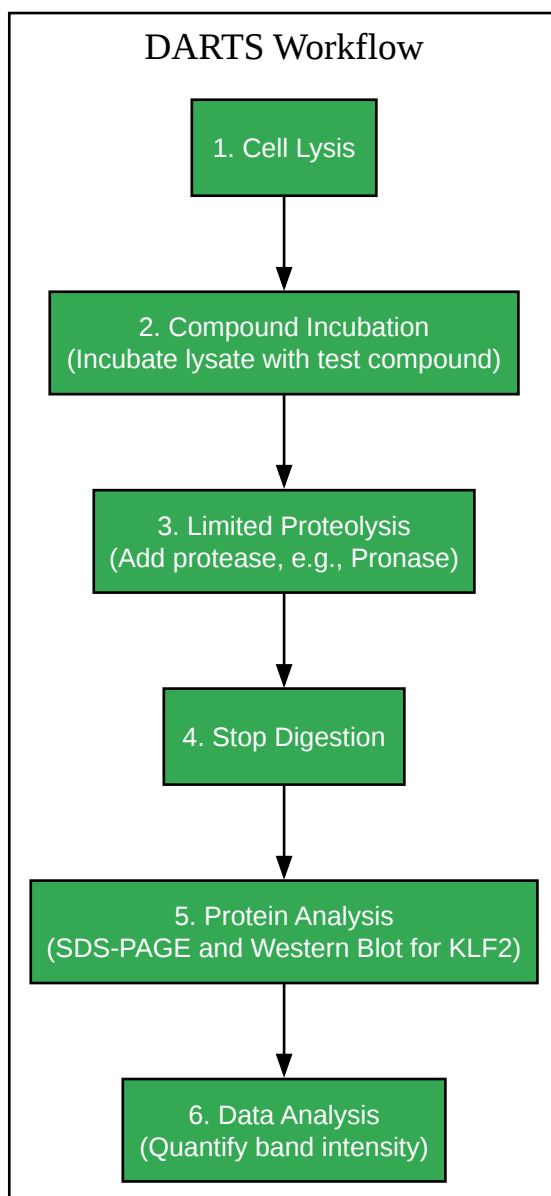 DARTS Workflow
1. Cell Lysis
2. Compound Incubation
(Incubate lysate with test compound)
3. Limited Proteolysis
(Add protease, e.g., Pronase)
4. Stop Digestion
5. Protein Analysis
(SDS-PAGE and Western Blot for KLF2)
6. Data Analysis
(Quantify band intensity)